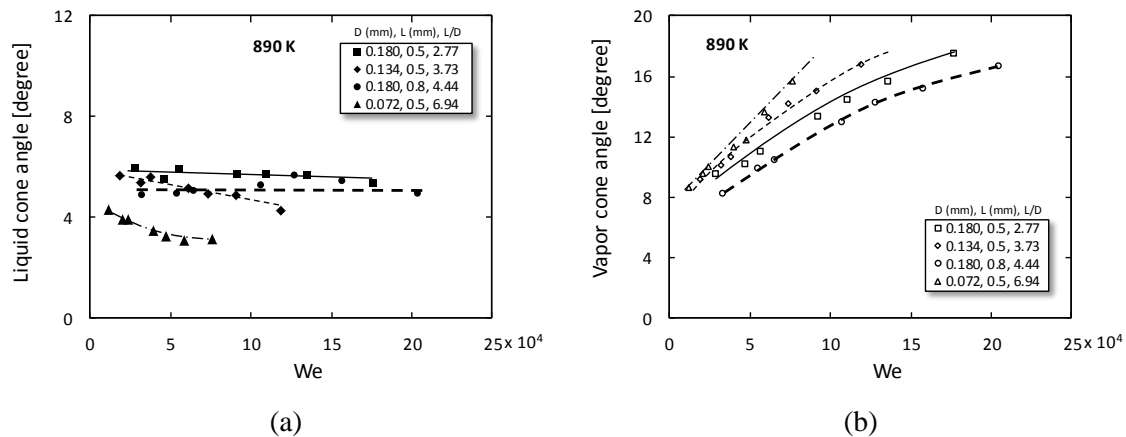 12
8
4
0
Liquid cone angle [degree]
890 K
D (mm), L (mm), L/D
0.180, 0.5, 2.77
0.134, 0.5, 3.73
0.180, 0.8, 4.44
0.072, 0.5, 6.94
0 5 10 15 20 25 x 10⁴
We
(a)
20
16
12
8
4
0
Vapor cone angle [degree]
890 K
D (mm), L (mm), L/D
0.180, 0.5, 2.77
0.134, 0.5, 3.73
0.180, 0.8, 4.44
0.072, 0.5, 6.94
0 5 10 15 20 25 x 10⁴
We
(b)